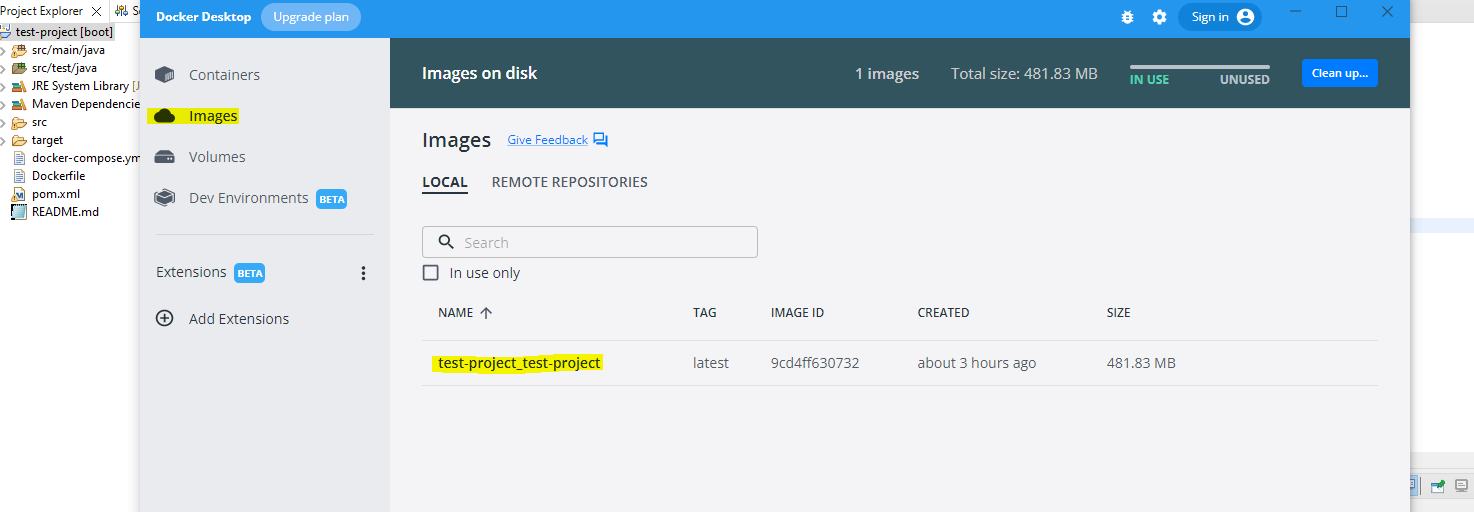 Project Explorer
test-project [boot]
src/main/java
src/test/java
JRE System Library [J
Maven Dependencie
src
target
docker-compose.ym
Dockerfile
pom.xml
README.md
Docker Desktop
Upgrade plan
Sign in
Containers
Images
Volumes
Dev Environments BETA
Extensions BETA
Add Extensions
Images on disk
1 images
Total size: 481.83 MB
IN USE
UNUSED
Clean up...
Images
Give Feedback
LOCAL
REMOTE REPOSITORIES
Search
In use only
NAME TAG IMAGE ID CREATED SIZE
test-project_test-project latest 9cd4ff630732 about 3 hours ago 481.83 MB